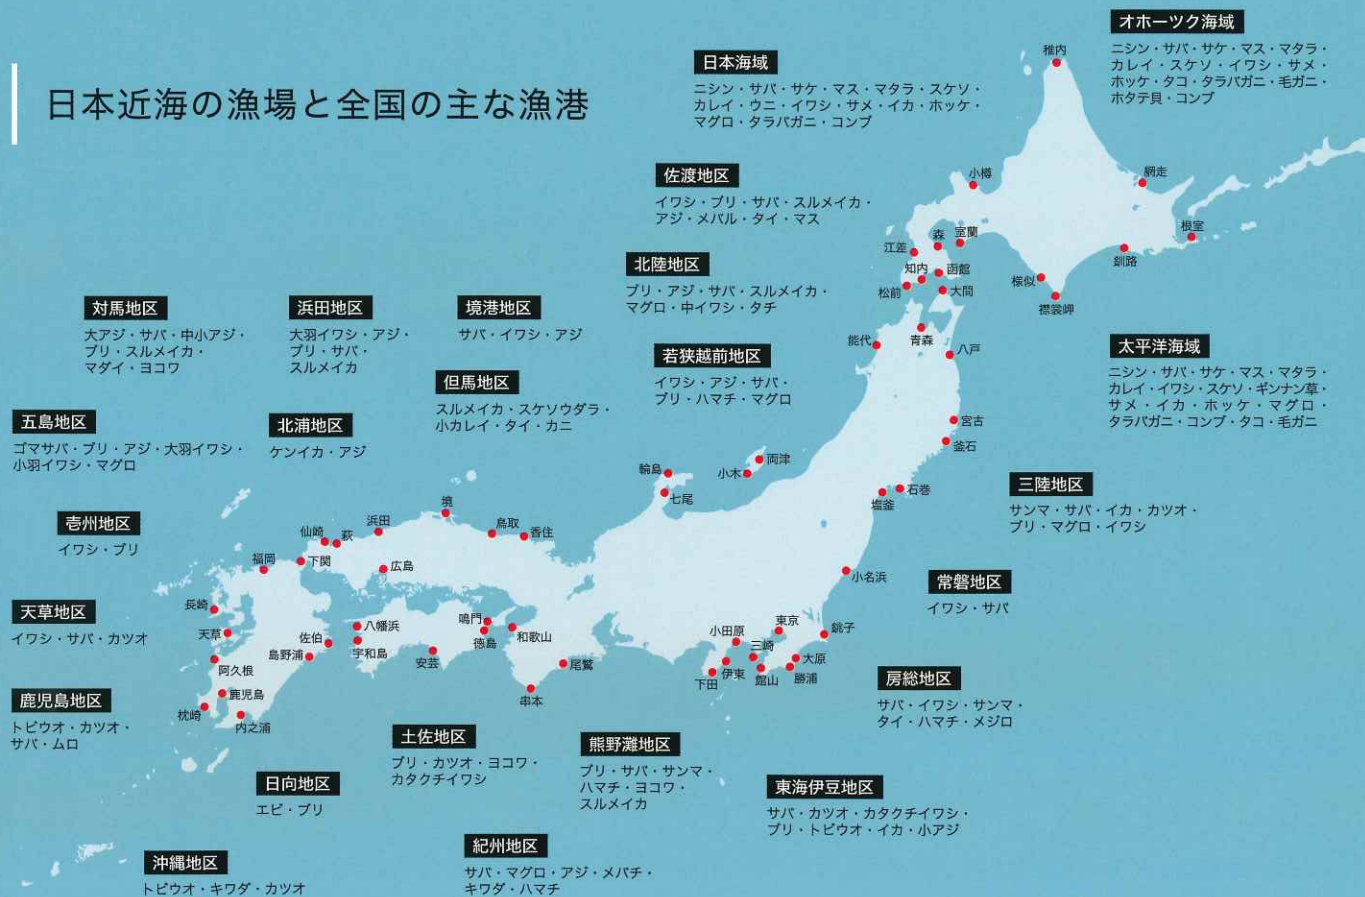 日本近海の漁場と全国の主な漁港
オホーツク海域
ニシン・サバ・サケ・マス・マタラ・
カレイ・スケソ・イワシ・サメ・
ホッケ・タコ・タラバガニ・毛ガニ・
ホタテ貝・コンブ
日本海域
ニシン・サバ・サケ・マス・マタラ・スケソ・
カレイ・ウニ・イワシ・サメ・イカ・ホッケ・
マグロ・タラバガニ・コンブ
佐渡地区
イワシ・ブリ・サバ・スルメイカ・
アジ・メバル・タイ・マス
北陸地区
ブリ・アジ・サバ・スルメイカ・
マグロ・中イワシ・タチ
若狭越前地区
イワシ・アジ・サバ・
ブリ・ハマチ・マグロ
対馬地区
大アジ・サバ・中小アジ・
ブリ・スルメイカ・
マダイ・ヨコワ
浜田地区
大羽イワシ・アジ・
ブリ・サバ・
スルメイカ
境港地区
サバ・イワシ・アジ
但馬地区
スルメイカ・スケソウダラ・
小カレイ・タイ・カニ
五島地区
ゴマサバ・ブリ・アジ・大羽イワシ・
小羽イワシ・マグロ
北浦地区
ケンイカ・アジ
壱州地区
イワシ・ブリ
天草地区
イワシ・サバ・カツオ
鹿児島地区
トビウオ・カツオ・
サバ・ムロ
日向地区
エビ・ブリ
沖縄地区
トビウオ・キワダ・カツオ
土佐地区
ブリ・カツオ・ヨコワ・
カタクチイワシ
紀州地区
サバ・マグロ・アジ・メバチ・
キワダ・ハマチ
熊野灘地区
ブリ・サバ・サンマ・
ハマチ・ヨコワ・
スルメイカ
東海伊豆地区
サバ・カツオ・カタクチイワシ・
ブリ・トビウオ・イカ・小アジ
房総地区
サバ・イワシ・サンマ・
タイ・ハマチ・メジロ
常磐地区
イワシ・サバ
三陸地区
サンマ・サバ・イカ・カツオ・
ブリ・マグロ・イワシ
太平洋海域
ニシン・サバ・サケ・マス・マタラ・
カレイ・イワシ・スケソ・ギンナン草・
サメ・イカ・ホッケ・マグロ・
タラバガニ・コンブ・タコ・毛ガニ
稚内
小樽
網走
根室
釧路
様似
襟裳岬
室蘭
森
江差
知内
函館
松前
大間
青森
八戸
能代
宮古
釜石
石巻
塩釜
両津
小木
輪島
七尾
小名浜
銚子
東京
大原
勝浦
館山
三崎
小田原
伊東
下田
尾鷲
串本
和歌山
鳴門
徳島
安芸
八幡浜
宇和島
香住
鳥取
境
浜田
広島
萩
仙崎
下関
福岡
長崎
天草
阿久根
鹿児島
枕崎
内之浦
佐伯
島野浦